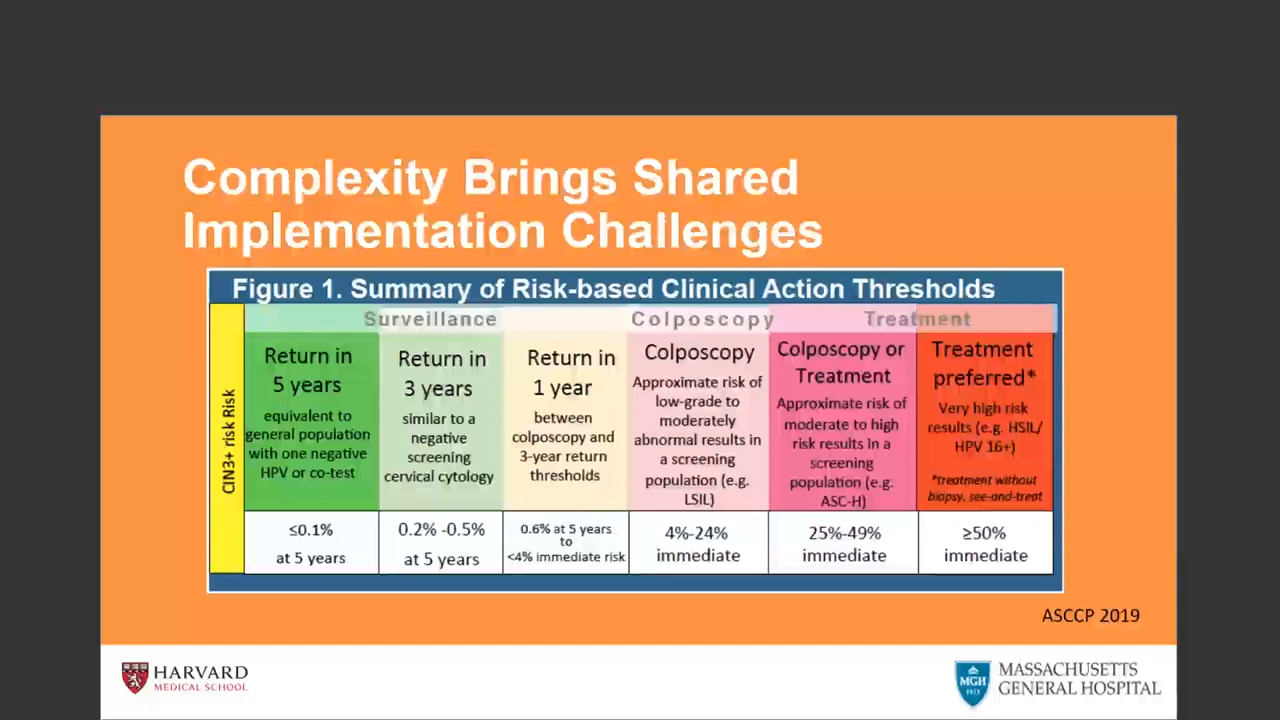 Complexity Brings Shared
Implementation Challenges
Figure 1. Summary of Risk-based Clinical Action Thresholds
Surveillance
Colposcopy
Treatment
CIN3+ risk Risk
Return in
5 years
equivalent to
general population
with one negative
HPV or co-test
≤0.1%
at 5 years
Return in
3 years
similar to a
negative
screening
cervical cytology
0.2% -0.5%
at 5 years
Return in
1 year
between
colposcopy and
3-year return
thresholds
0.6% at 5 years
to
<4% immediate risk
Colposcopy
Approximate risk of
low-grade to
moderately
abnormal results in
a screening
population (e.g.
LSIL)
4%-24%
immediate
Colposcopy or
Treatment
Approximate risk of
moderate to high
risk results in a
screening
population (e.g.
ASC-H)
25%-49%
immediate
Treatment
preferred*
Very high risk
results (e.g. HSIL/
HPV 16+)
*treatment without
biopsy, see-and-treat
≥50%
immediate
ASCCP 2019
HARVARD
MEDICAL SCHOOL
MGH
1811
MASSACHUSETTS
GENERAL HOSPITAL